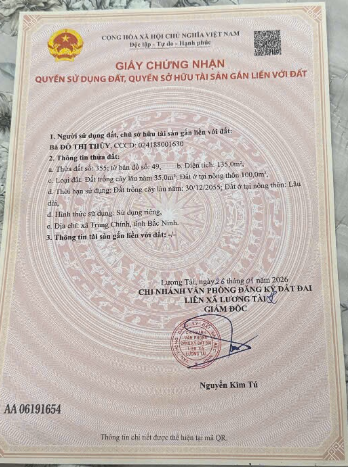 CỘNG HÒA XÃ HỘI CHỦ NGHĨA VIỆT NAM
Độc lập - Tự do - Hạnh phúc
GIẤY CHỨNG NHẬN
QUYỀN SỬ DỤNG ĐẤT, QUYỀN SỞ HỮU TÀI SẢN GẮN LIỀN VỚI ĐẤT
1. Người sử dụng đất, chủ sở hữu tài sản gắn liền với đất:
Bà ĐỖ THỊ THỦY, CCCD: 024188001630
2. Thông tin thửa đất:
a. Thửa đất số: 355; tờ bản đồ số: 49, b. Diện tích: 135,0m²,
c. Loại đất: Đất trồng cây lâu năm 35,0m²; Đất ở tại nông thôn 100,0m²,
d. Thời hạn sử dụng: Đất trồng cây lâu năm: 30/12/2055; Đất ở tại nông thôn: Lâu
dài,
đ. Hình thức sử dụng: Sử dụng riêng,
e. Địa chỉ: xã Trung Chính, tỉnh Bắc Ninh.
3. Thông tin tài sản gắn liền với đất: -/-
Lương Tài, ngày 26 tháng 01 năm 2026
CHI NHÁNH VĂN PHÒNG ĐĂNG KÝ ĐẤT ĐAI
LIÊN XÃ LƯƠNG TÀI
GIÁM ĐỐC
Nguyễn Kim Tú
AA 06191654
Thông tin chi tiết được thể hiện tại mã QR.